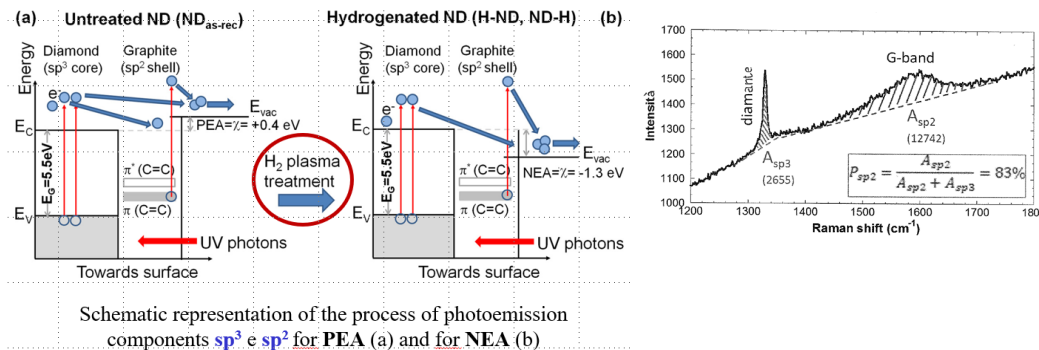 (a) Untreated ND (NDas-rec)
Energy
Diamond
(sp³ core)
Graphite
(sp² shell)
e-
Evac
PEA=χ= +0.4 eV
EC
EG=5.5eV
π* (C=C)
π (C=C)
EV
UV photons
Towards surface
H2 plasma
treatment
Hydrogenated ND (H-ND, ND-H) (b)
Energy
Diamond
(sp³ core)
Graphite
(sp² shell)
e-
EC
Evac
NEA=χ= -1.3 eV
EG=5.5eV
π* (C=C)
π (C=C)
EV
UV photons
Towards surface
Schematic representation of the process of photoemission
components sp³ e sp² for PEA (a) and for NEA (b)
Intensità
1700
1600
1500
1400
1300
1200
1100
1000
diamante
G-band
Asp3
(2655)
Asp2
(12742)
Psp2 = Asp2 / (Asp2 + Asp3) = 83%
1200 1300 1400 1500 1600 1700 180
Raman shift (cm-1)